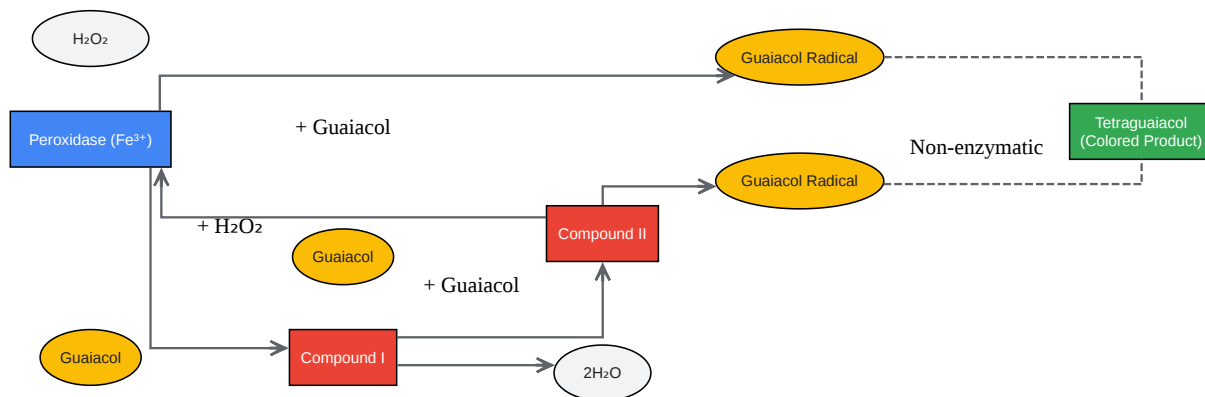 H₂O₂
Guaiacol Radical
Tetraguaiacol
(Colored Product)
Peroxidase (Fe³⁺)
+ Guaiacol
Non-enzymatic
Guaiacol Radical
+ H₂O₂
Compound II
Guaiacol
+ Guaiacol
Guaiacol
Compound I
2H₂O